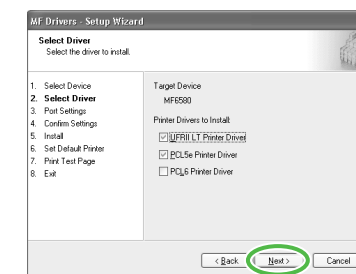 MF Drivers - Setup Wizard
Select Driver
Select the driver to install.
1. Select Device
2. Select Driver
3. Port Settings
4. Confirm Settings
5. Install
6. Set Default Printer
7. Print Test Page
8. Exit
Target Device
MF6580
Printer Drivers to Install:
UFRII LT Printer Driver
PCL5e Printer Driver
PCL6 Printer Driver
< Back
Next >
Cancel